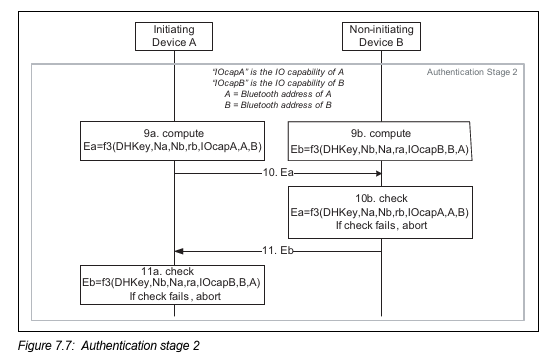 Initiating
Device A
Non-initiating
Device B
"IOcapA" is the IO capability of A
"IOcapB" is the IO capability of B
A = Bluetooth address of A
B = Bluetooth address of B
Authentication Stage 2
9a. compute
Ea=f3(DHKey,Na,Nb,rb,IOcapA,A,B)
9b. compute
Eb=f3(DHKey,Nb,Na,ra,IOcapB,B,A)
10. Ea
10b. check
Ea=f3(DHKey,Na,Nb,rb,IOcapA,A,B)
If check fails, abort
11. Eb
11a. check
Eb=f3(DHKey,Nb,Na,ra,IOcapB,B,A)
If check fails, abort
Figure 7.7: Authentication stage 2